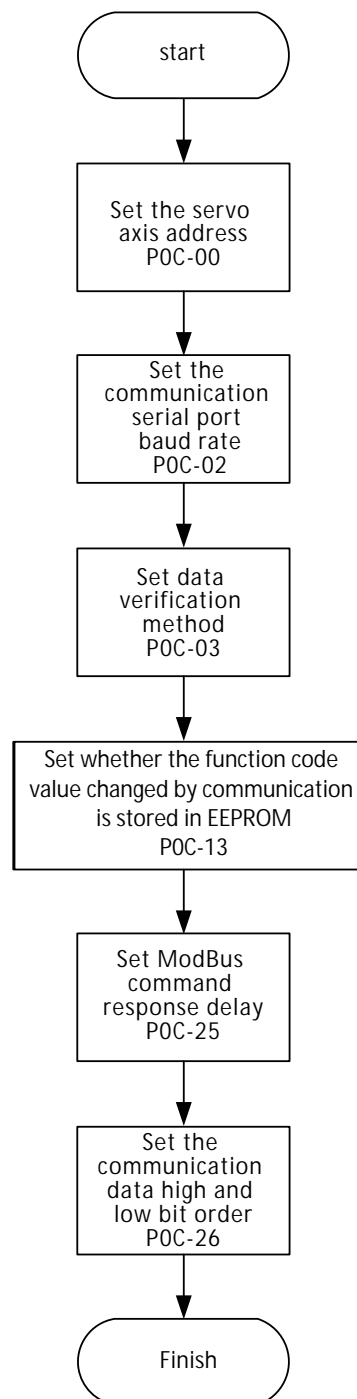 start
Set the servo
axis address
P0C-00
Set the
communication
serial port
baud rate
P0C-02
Set data
verification
method
P0C-03
Set whether the function code
value changed by communication
is stored in EEPROM
P0C-13
Set ModBus
command
response delay
P0C-25
Set the
communication
data high and
low bit order
P0C-26
Finish